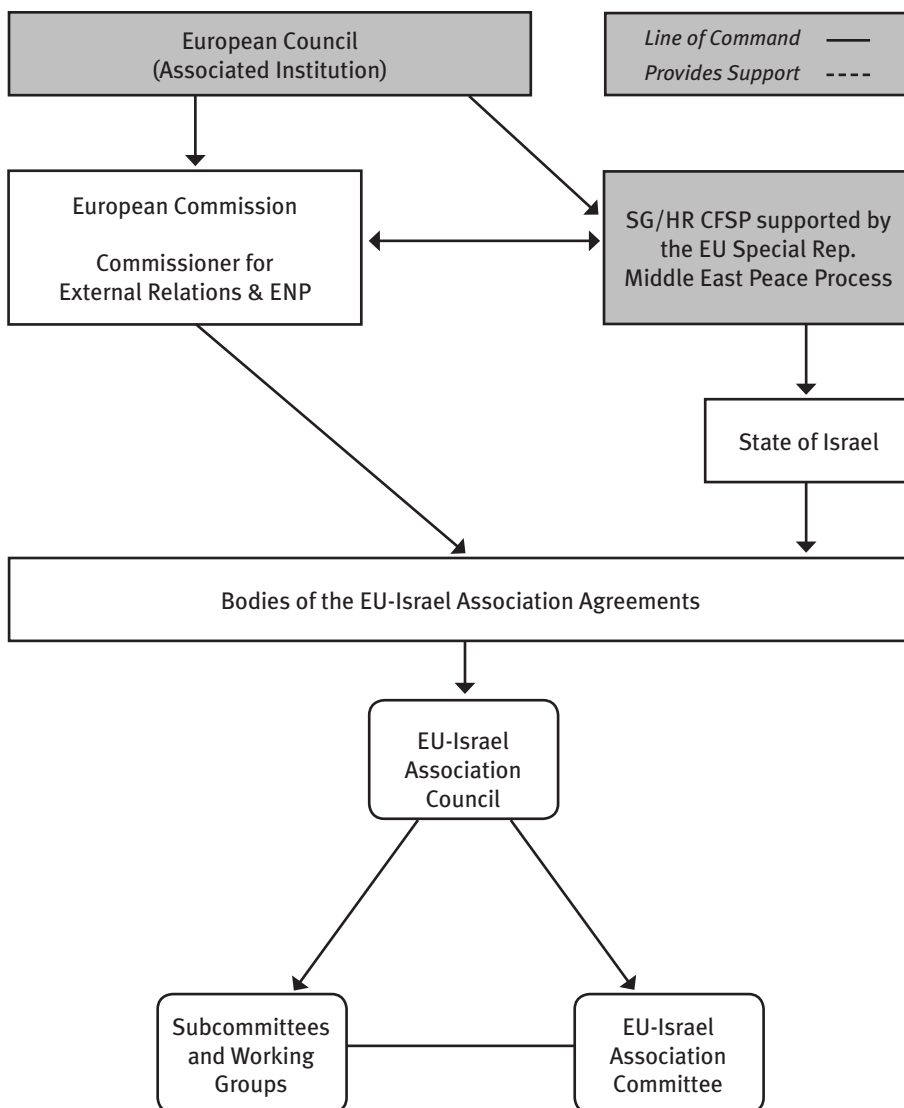 European Council
(Associated Institution)
Line of Command
Provides Support
European Commission
Commissioner for
External Relations & ENP
SG/HR CFSP supported by
the EU Special Rep.
Middle East Peace Process
State of Israel
Bodies of the EU-Israel Association Agreements
EU-Israel
Association
Council
Subcommittees
and Working
Groups
EU-Israel
Association
Committee